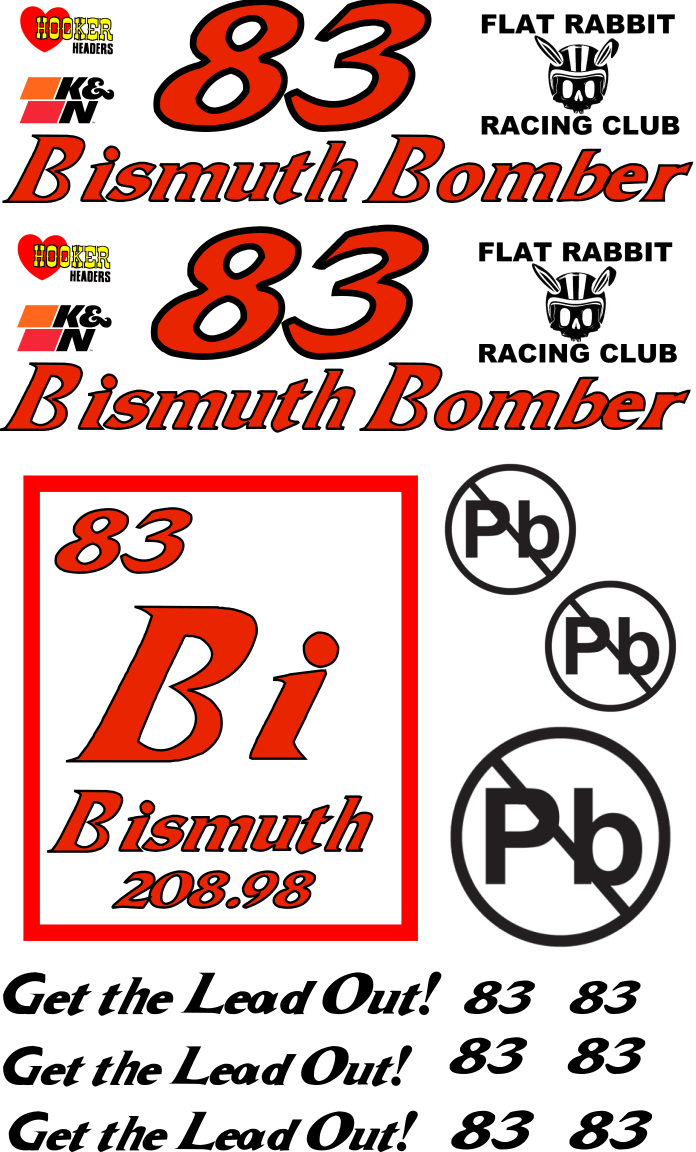 HOOKER
HEADERS
83
FLAT RABBIT
K&N
RACING CLUB
Bismuth Bomber
HOOKER
HEADERS
83
FLAT RABBIT
K&N
RACING CLUB
Bismuth Bomber
83
Pb
Bi
Pb
Bismuth
Pb
208.98
Get the Lead Out! 83 83
Get the Lead Out! 83 83
Get the Lead Out! 83 83